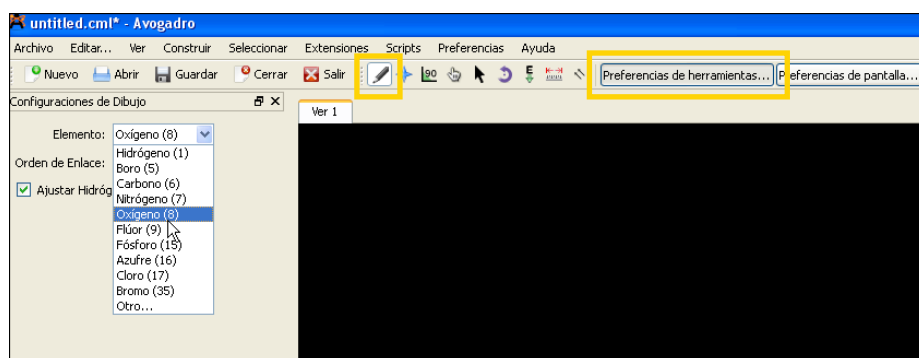 untitled.cml* - Avogadro
Archivo Editar... Ver Construir Seleccionar Extensiones Scripts Preferencias Ayuda
Nuevo Abrir Guardar Cerrar Salir 90 E Preferencias de herramientas... Preferencias de pantalla...
Configuraciones de Dibujo
Ver 1
Elemento: Oxígeno (8)
Orden de Enlace:
Ajustar Hidróg
Hidrógeno (1)
Boro (5)
Carbono (6)
Nitrógeno (7)
Oxígeno (8)
Flúor (9)
Fósforo (15)
Azufre (16)
Cloro (17)
Bromo (35)
Otro...